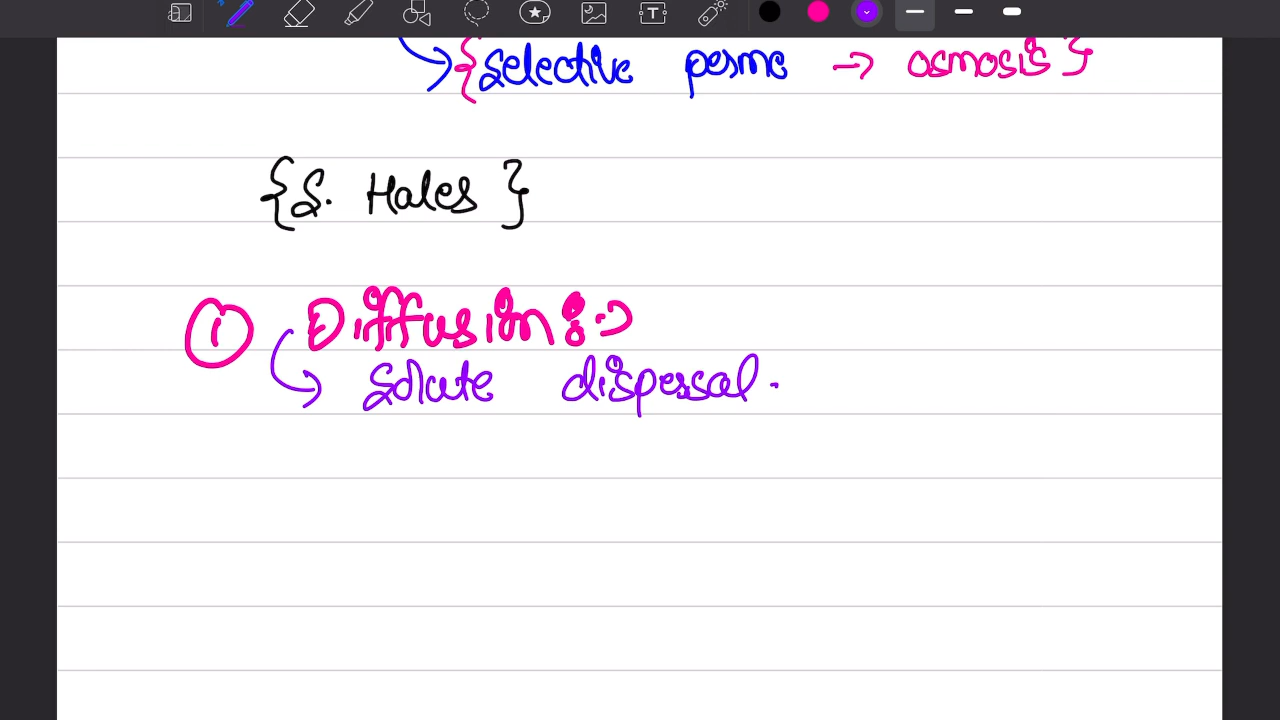 {selective perme → osmosis}
{S. Hales}
① Diffusion :->
↳ solute dispersal.